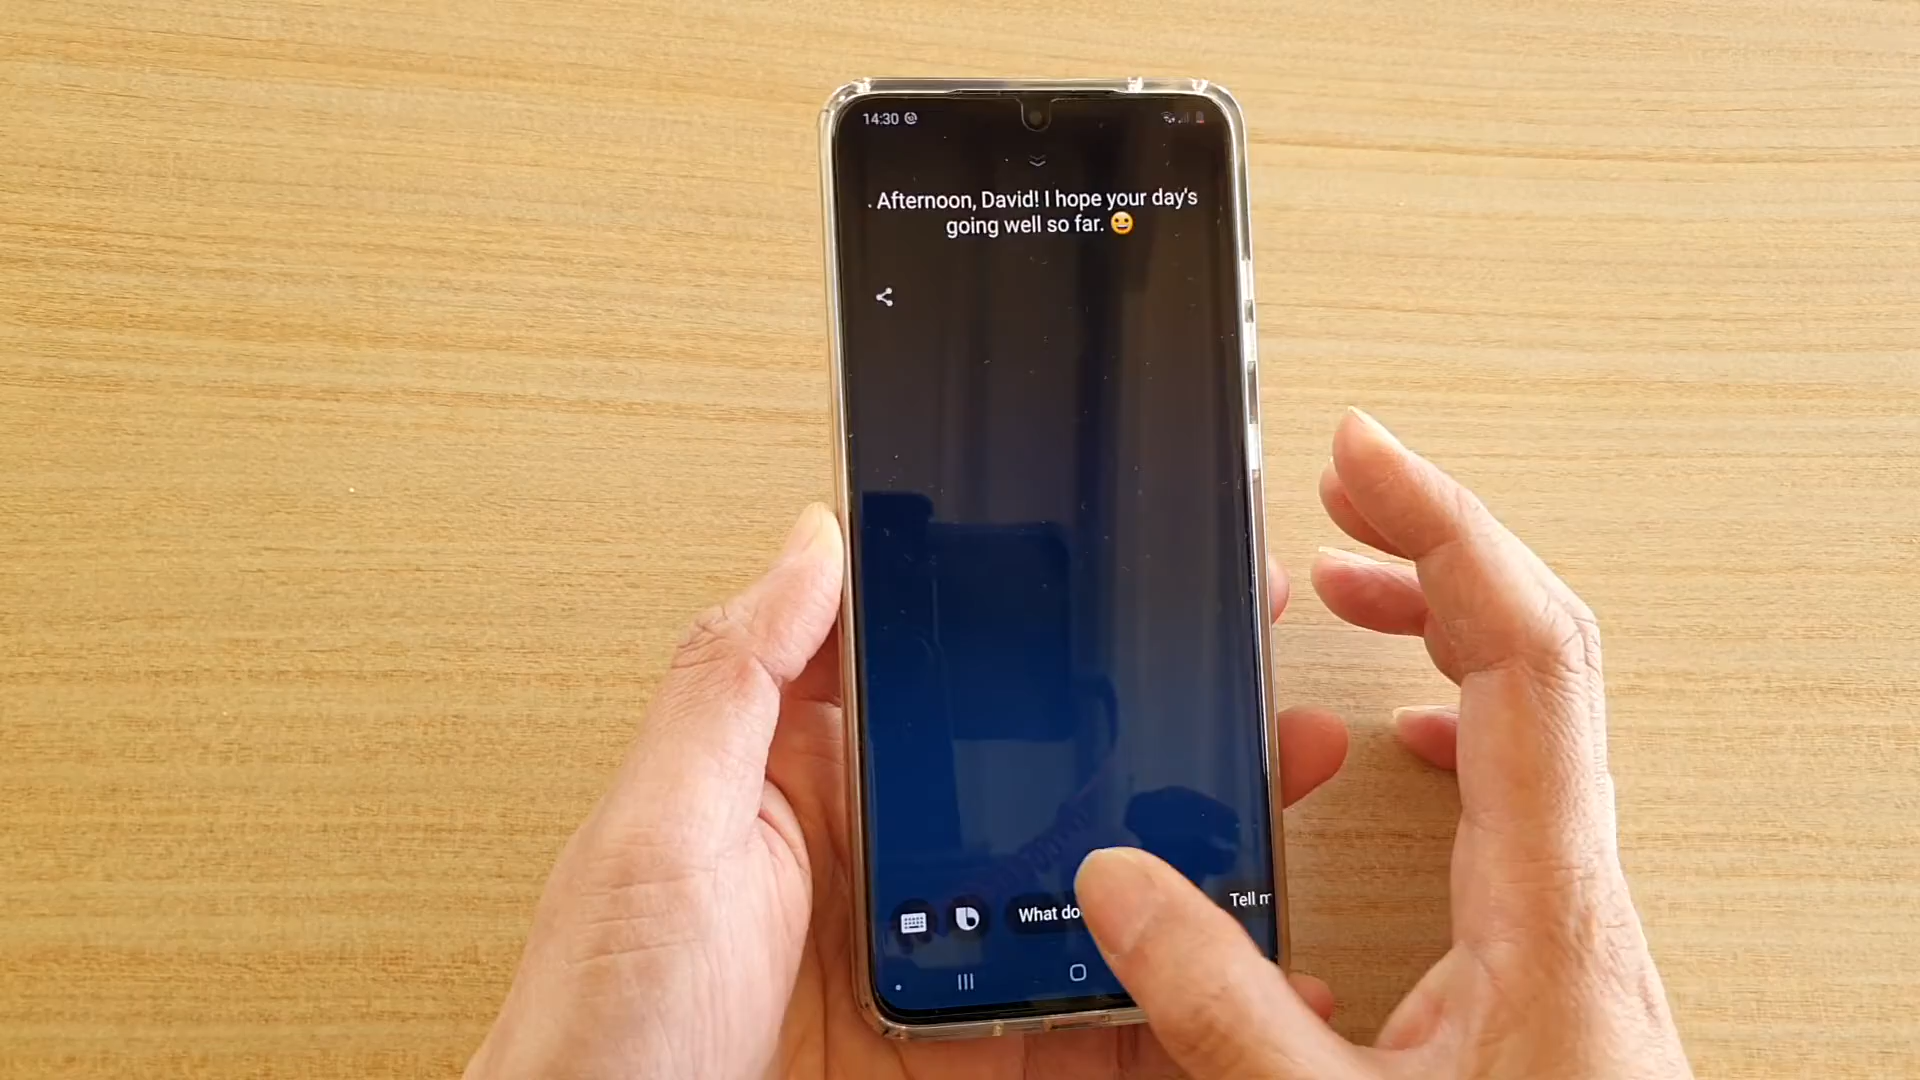 14:30
. Afternoon, David! I hope your day's
going well so far. 😀
What do
Tell m